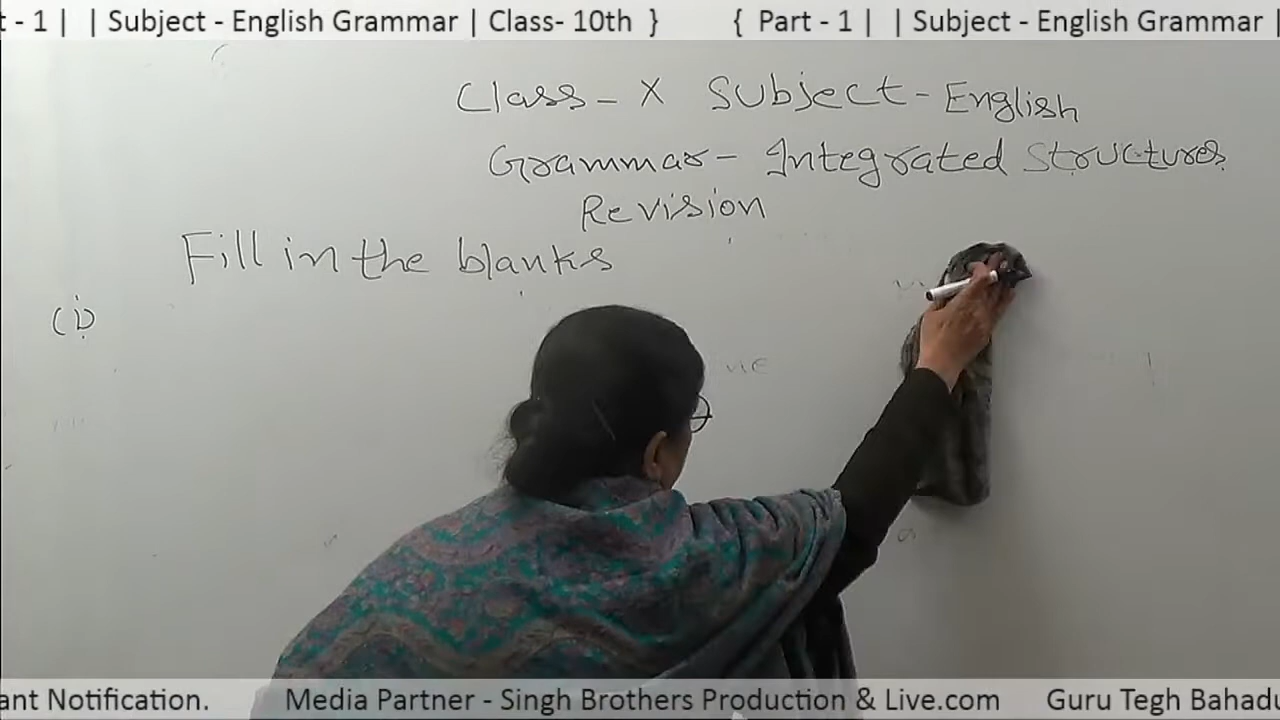 t - 1 | | Subject - English Grammar | Class- 10th } { Part - 1 | | Subject - English Grammar |
Class - X Subject - English
Grammar - Integrated Structures
Revision
Fill in the blanks
(i)
ant Notification. Media Partner - Singh Brothers Production & Live.com Guru Tegh Bahadu